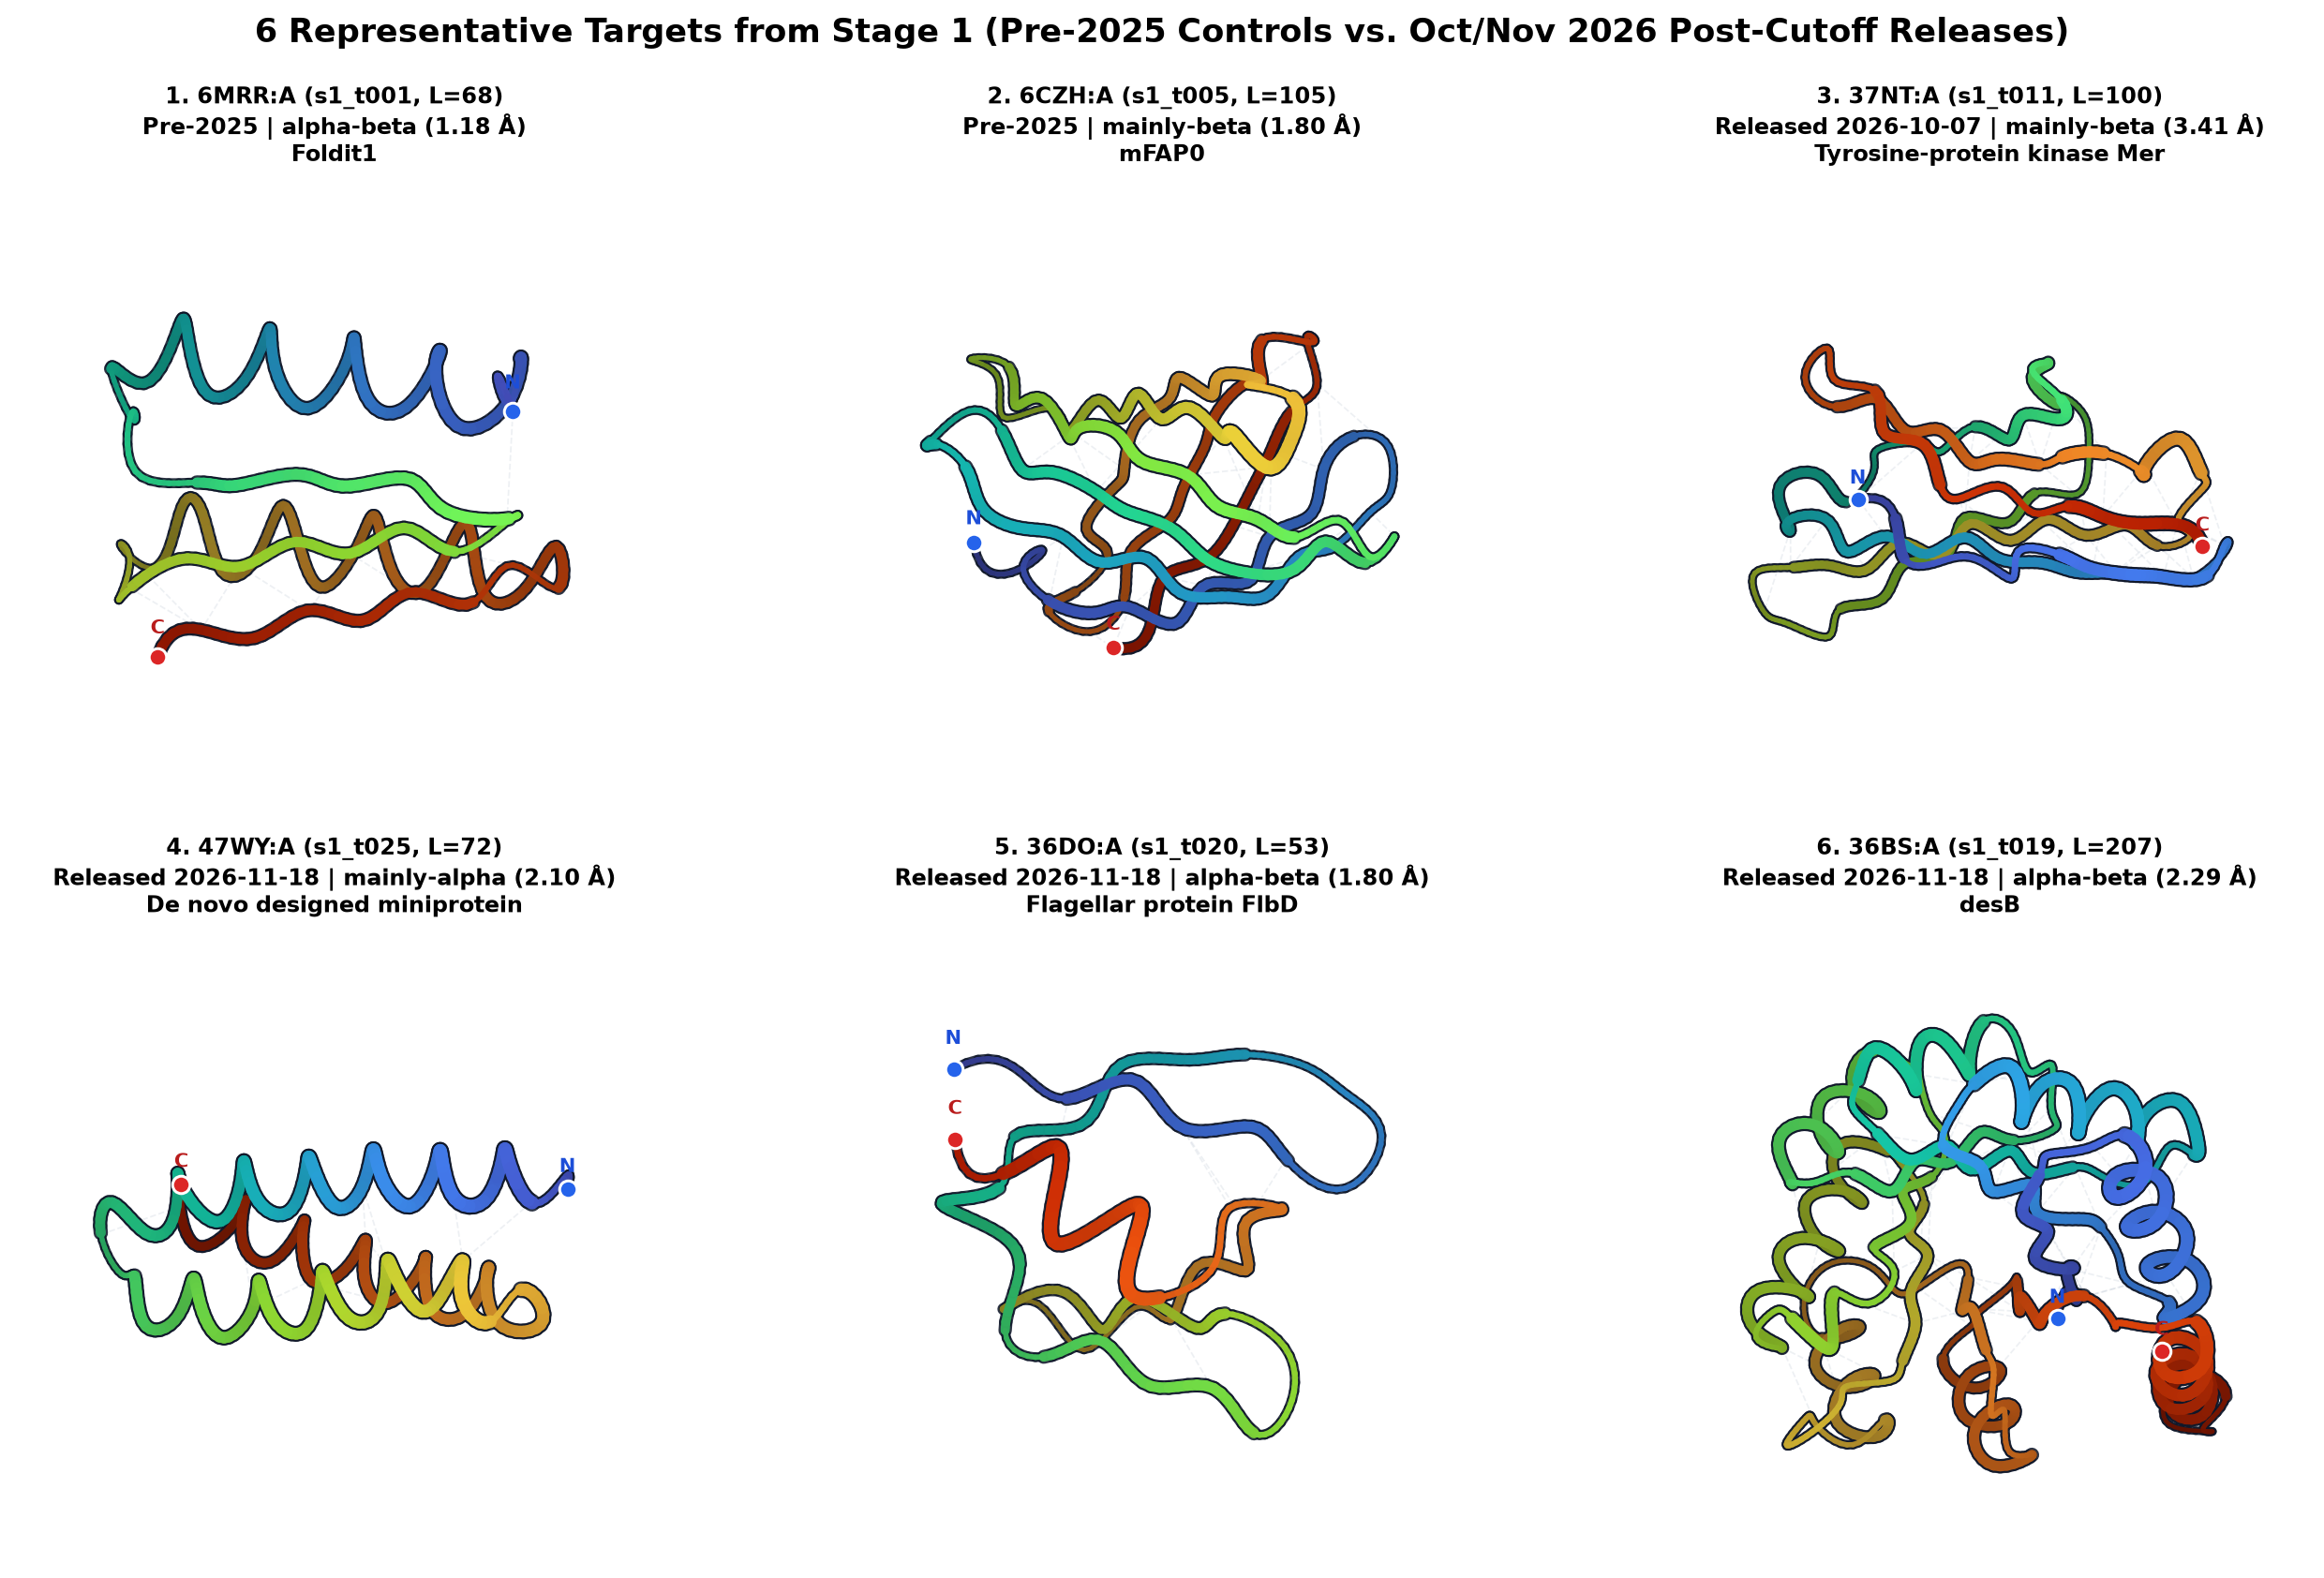 6 Representative Targets from Stage 1 (Pre-2025 Controls vs. Oct/Nov 2026 Post-Cutoff Releases)
1. 6MRR:A (s1_t001, L=68)
Pre-2025 | alpha-beta (1.18 Å)
Foldit1
N
C
2. 6CZH:A (s1_t005, L=105)
Pre-2025 | mainly-beta (1.80 Å)
mFAP0
N
C
3. 37NT:A (s1_t011, L=100)
Released 2026-10-07 | mainly-beta (3.41 Å)
Tyrosine-protein kinase Mer
N
C
4. 47WY:A (s1_t025, L=72)
Released 2026-11-18 | mainly-alpha (2.10 Å)
De novo designed miniprotein
C
N
5. 36DO:A (s1_t020, L=53)
Released 2026-11-18 | alpha-beta (1.80 Å)
Flagellar protein FlbD
N
C
6. 36BS:A (s1_t019, L=207)
Released 2026-11-18 | alpha-beta (2.29 Å)
desB
N